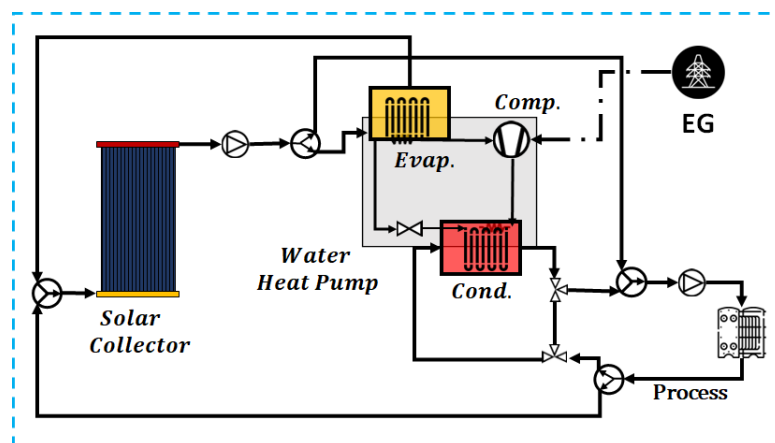 Comp.
EG
Evap.
Water
Heat Pump
Cond.
Solar
Collector
Process